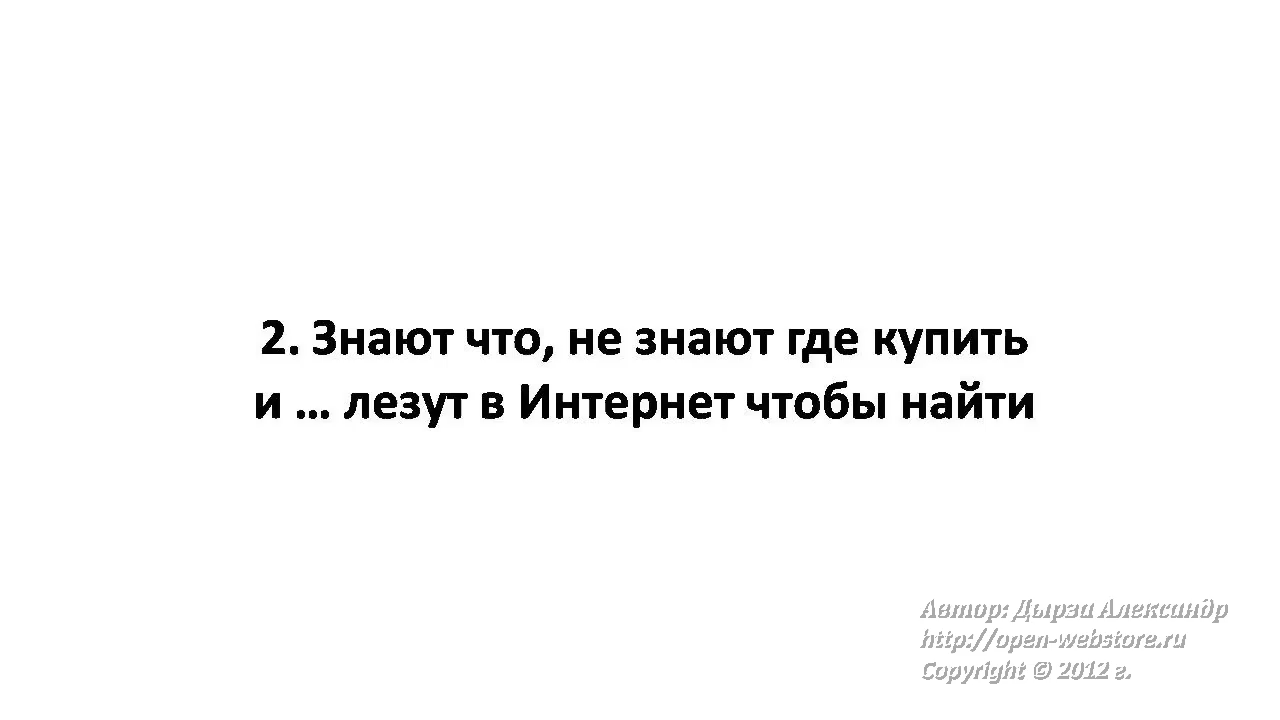 2. Знают что, не знают где купить
и ... лезут в Интернет чтобы найти
Автор: Дырза Александр
http://open-webstore.ru
Copyright © 2012 г.